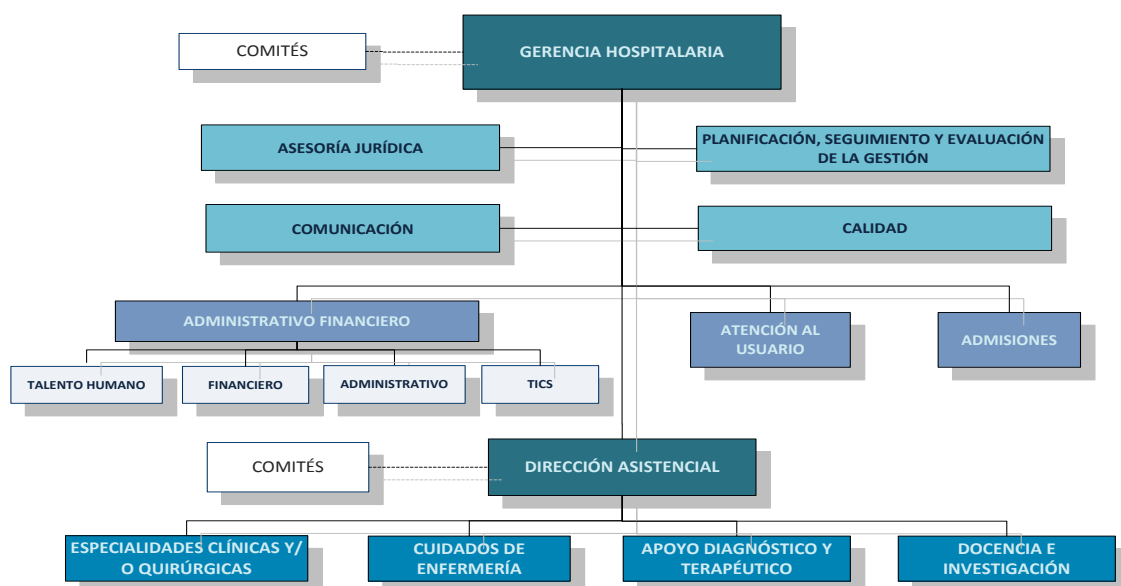 COMITÉS
GERENCIA HOSPITALARIA
ASESORÍA JURÍDICA
PLANIFICACIÓN, SEGUIMIENTO Y EVALUACIÓN
DE LA GESTIÓN
COMUNICACIÓN
CALIDAD
ADMINISTRATIVO FINANCIERO
ATENCIÓN AL
USUARIO
ADMISIONES
TALENTO HUMANO
FINANCIERO
ADMINISTRATIVO
TICS
COMITÉS
DIRECCIÓN ASISTENCIAL
ESPECIALIDADES CLÍNICAS Y/
O QUIRÚRGICAS
CUIDADOS DE
ENFERMERÍA
APOYO DIAGNÓSTICO Y
TERAPÉUTICO
DOCENCIA E
INVESTIGACIÓN